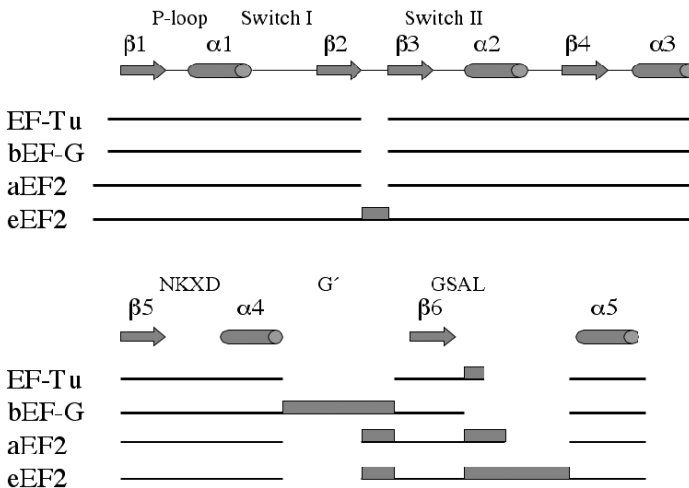 P-loop Switch I Switch II
β1 α1 β2 β3 α2 β4 α3
EF-Tu
bEF-G
aEF2
eEF2
NKXD G´ GSAL
β5 α4 β6 α5
EF-Tu
bEF-G
aEF2
eEF2